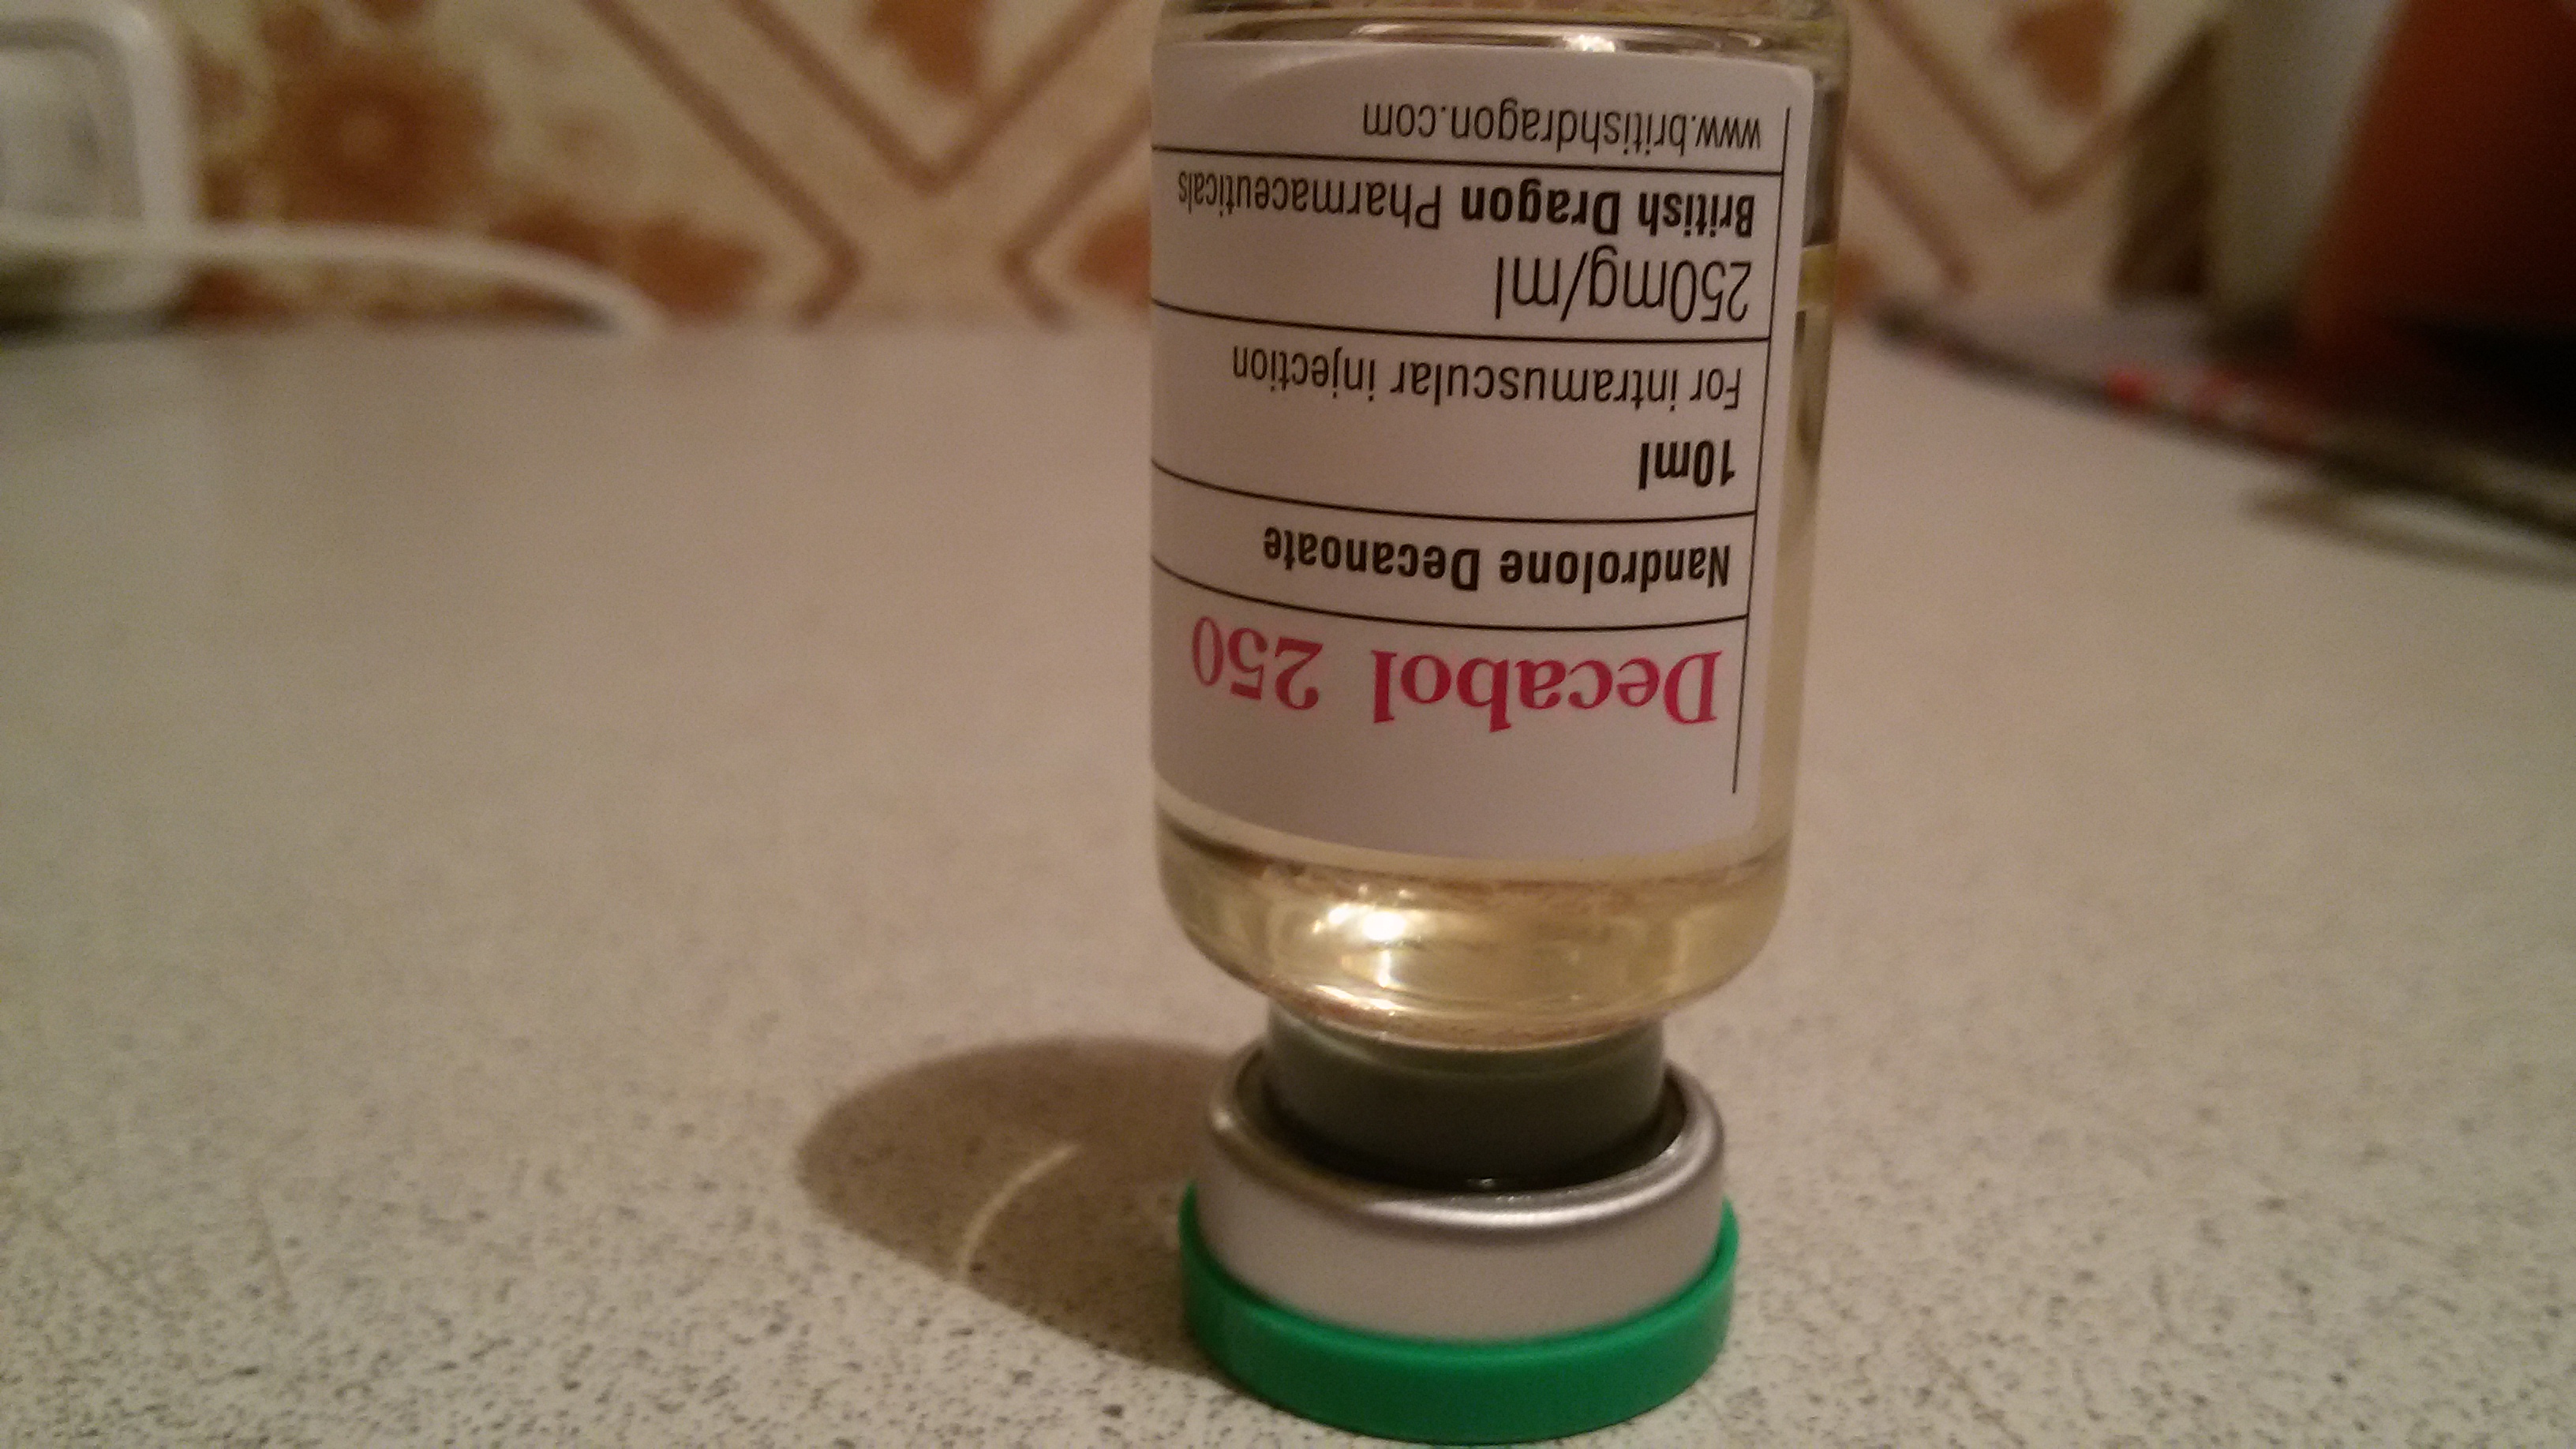 Decabol 250
Nandrolone Decanoate
10ml
For intramuscular injection
250mg/ml
British Dragon Pharmaceuticals
www.britishdragon.com